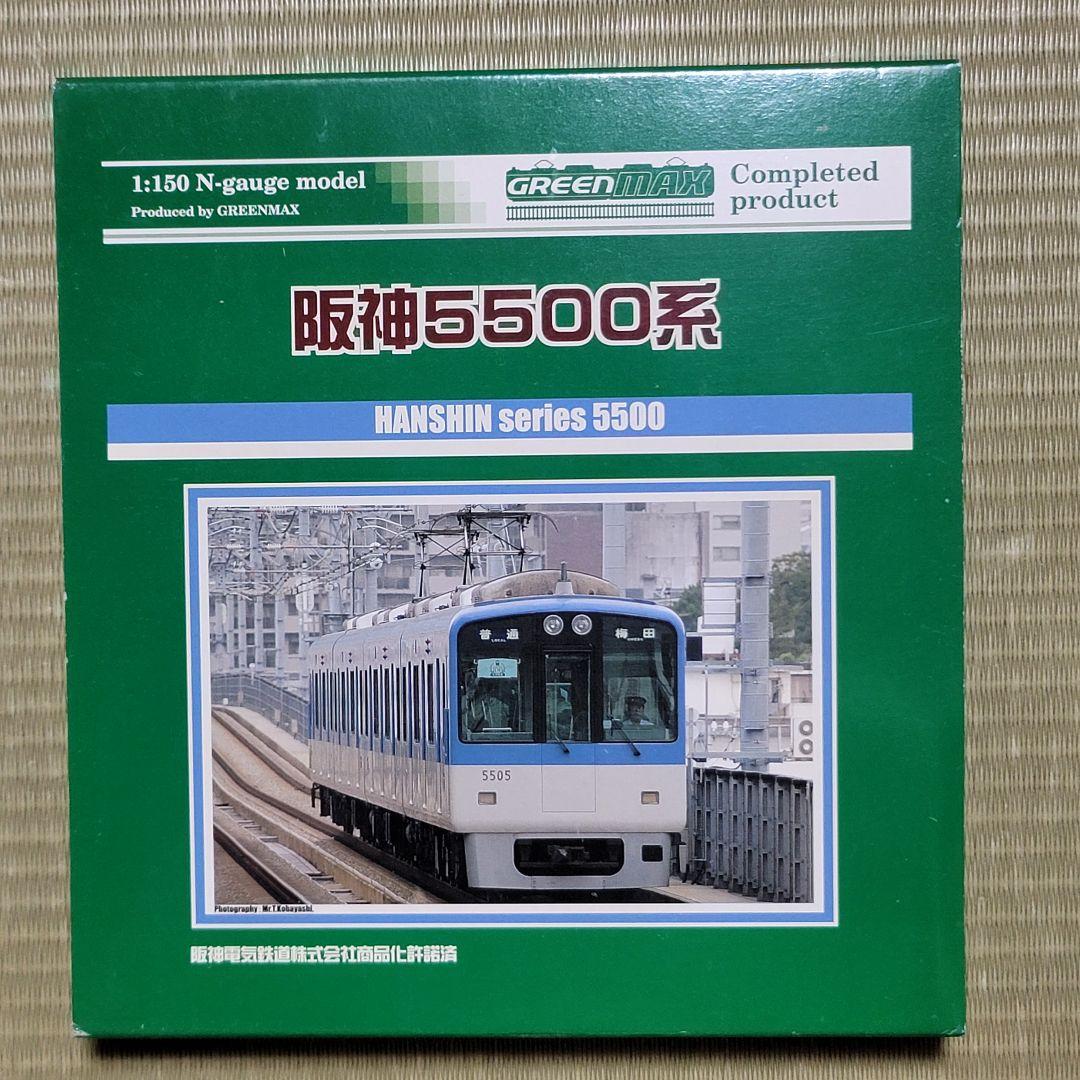 1:150 N-gauge model
Produced by GREENMAX
GREENMAX
Completed
product
阪神5500系
HANSHIN series 5500
普通
梅田
5505
Photography : Mr.T.Kobayashi.
阪神電気鉄道株式会社商品化許諾済